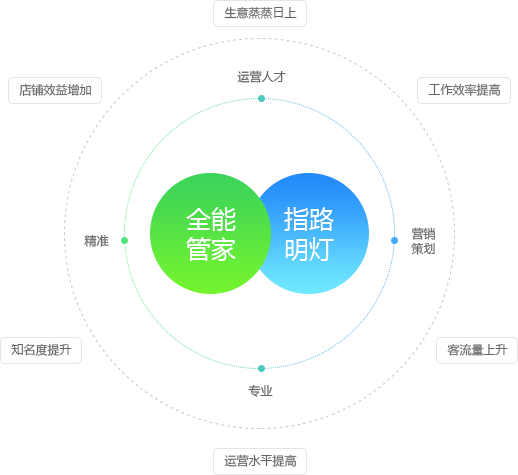 生意蒸蒸日上
运营人才
店铺效益增加
工作效率提高
全能
管家
指路
明灯
精准
营销
策划
知名度提升
客流量上升
专业
运营水平提高